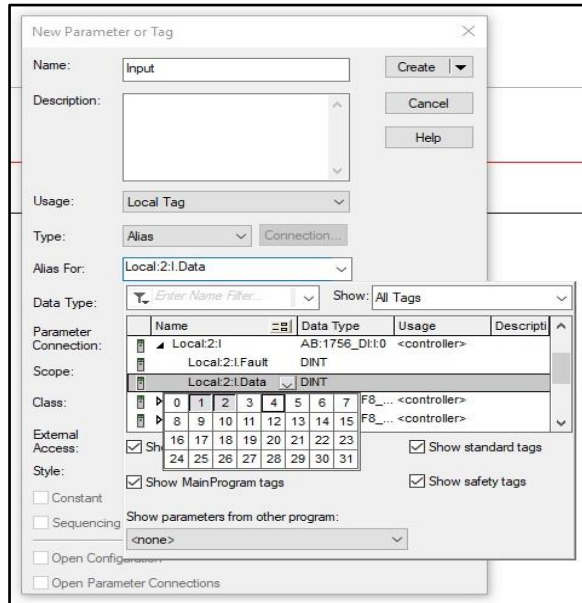 New Parameter or Tag
Name: Input Create
Description: Cancel
Help
Usage: Local Tag
Type: Alias Connection...
Alias For: Local:2:I.Data
Data Type: Enter Name Filter... Show: All Tags
Name Data Type Usage Descripti
Parameter Connection: Local:2:I AB:1756_DI:I:0 <controller>
Local:2:I.Fault DINT
Scope: Local:2:I.Data DINT
Class: 0 1 2 3 4 5 6 7 F8_... <controller>
8 9 10 11 12 13 14 15 F8_... <controller>
16 17 18 19 20 21 22 23
24 25 26 27 28 29 30 31
External Access: Show standard tags
Style: Show MainProgram tags Show safety tags
Constant
Sequencing Show parameters from other program:
<none>
Open Configuration
Open Parameter Connections